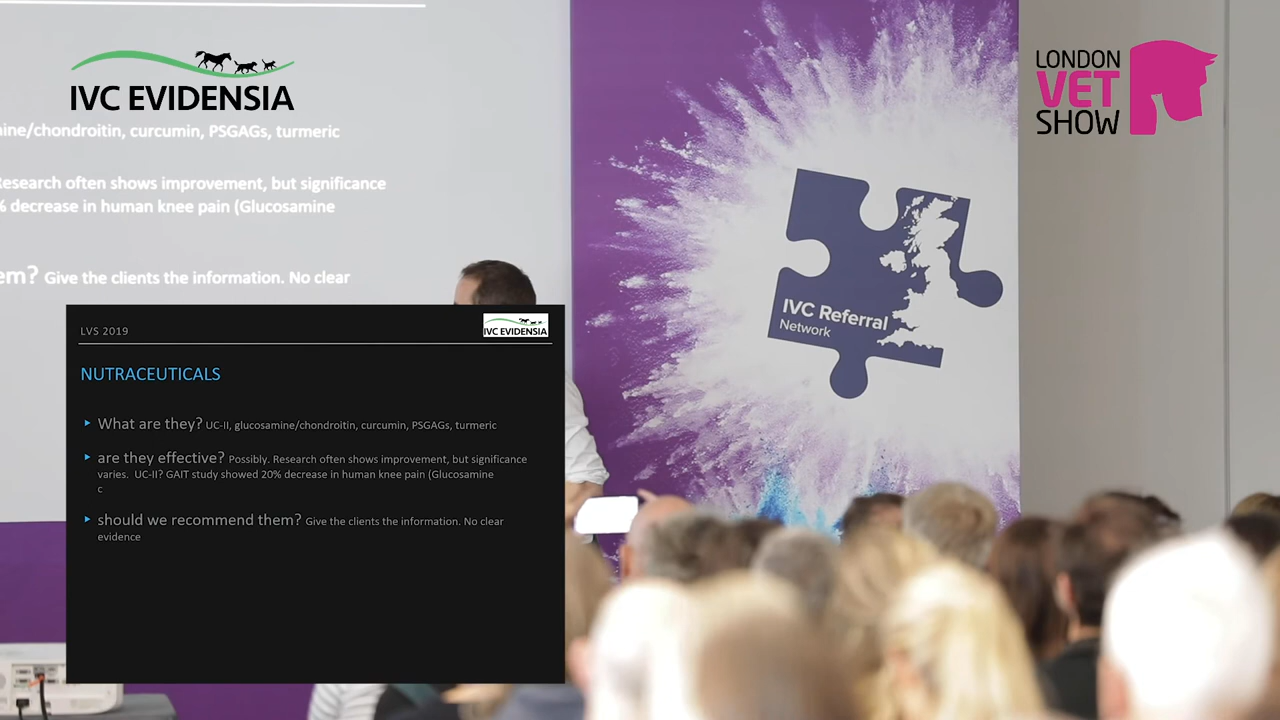 IVC EVIDENSIA
ine/chondroitin, curcumin, PSGAGs, turmeric
Research often shows improvement, but significance
% decrease in human knee pain (Glucosamine
em? Give the clients the information. No clear
LONDON
VET
SHOW
IVC Referral
Network
LVS 2019
IVC EVIDENSIA
NUTRACEUTICALS
What are they? UC-II, glucosamine/chondroitin, curcumin, PSGAGs, turmeric
are they effective? Possibly. Research often shows improvement, but significance
varies. UC-II? GAIT study showed 20% decrease in human knee pain (Glucosamine
c
should we recommend them? Give the clients the information. No clear
evidence